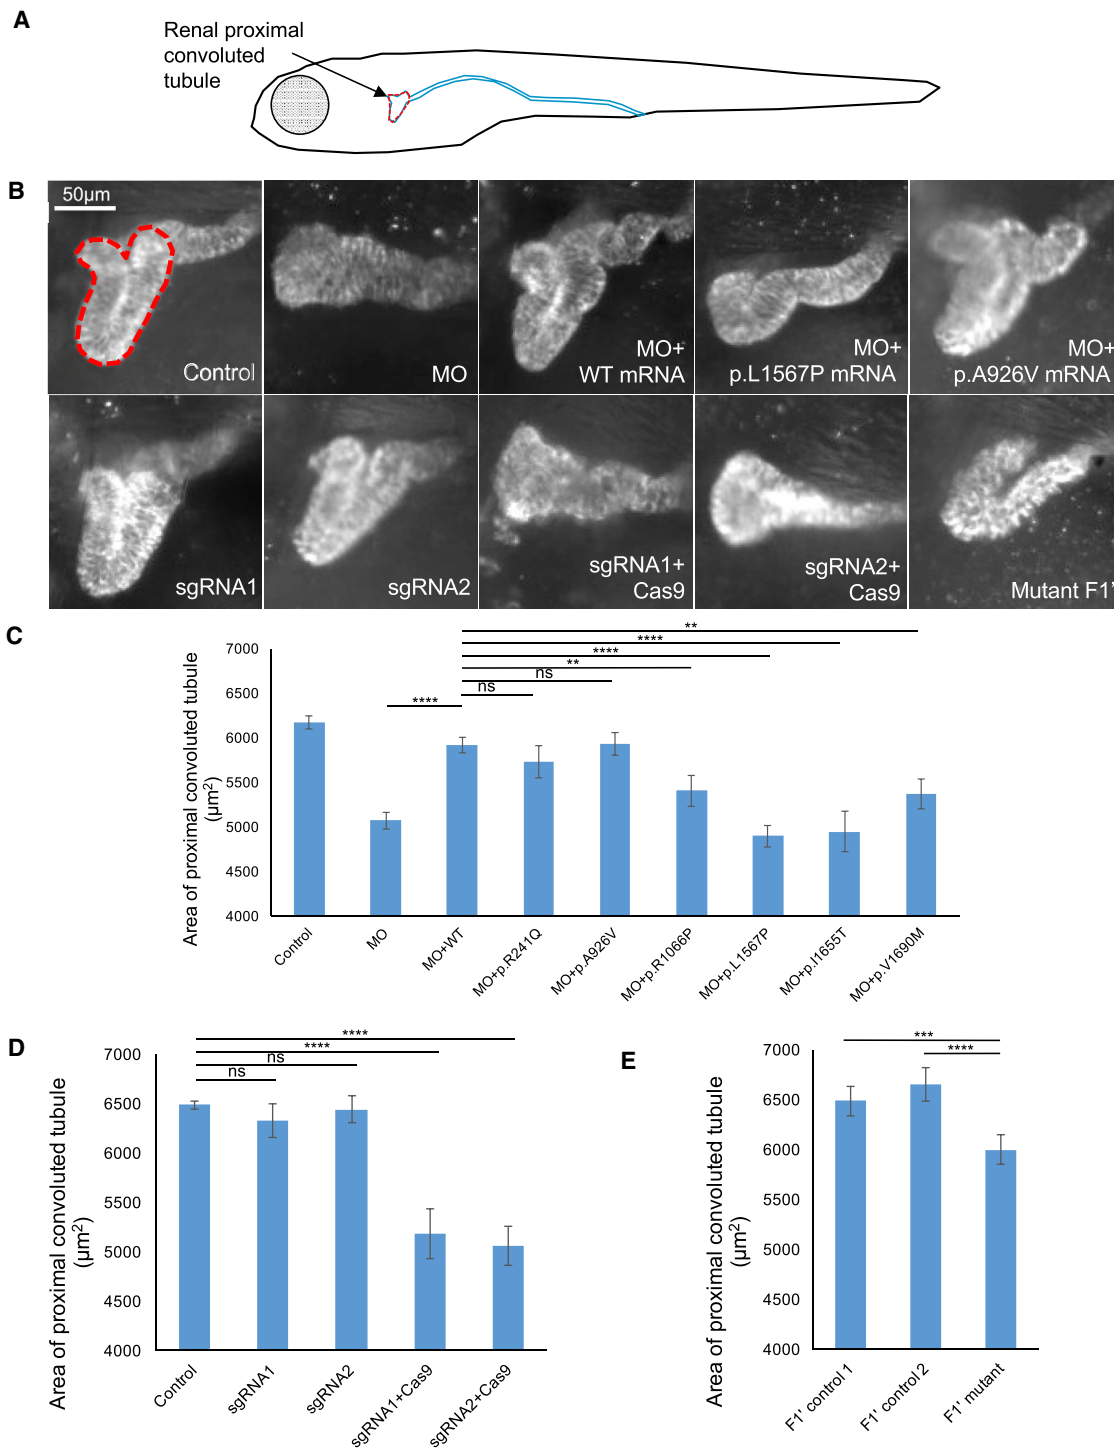 A
Renal proximal
convoluted
tubule
B
50µm
Control
MO
MO+
WT mRNA
MO+
p.L1567P mRNA
MO+
p.A926V mRNA
sgRNA1
sgRNA2
sgRNA1+
Cas9
sgRNA2+
Cas9
Mutant F1'
C
Area of proximal convoluted tubule
(µm²)
7000
6500
6000
5500
5000
4500
4000
**
****
****
**
ns
ns
****
Control
MO
MO+WT
MO+p.R241Q
MO+p.A926V
MO+p.R1066P
MO+p.L1567P
MO+p.I1655T
MO+p.V1690M
D
Area of proximal convoluted tubule
(µm²)
7000
6500
6000
5500
5000
4500
4000
****
****
ns
ns
Control
sgRNA1
sgRNA2
sgRNA1+Cas9
sgRNA2+Cas9
E
Area of proximal convoluted tubule
(µm²)
7000
6500
6000
5500
5000
4500
4000
***
****
F1' control 1
F1' control 2
F1' mutant